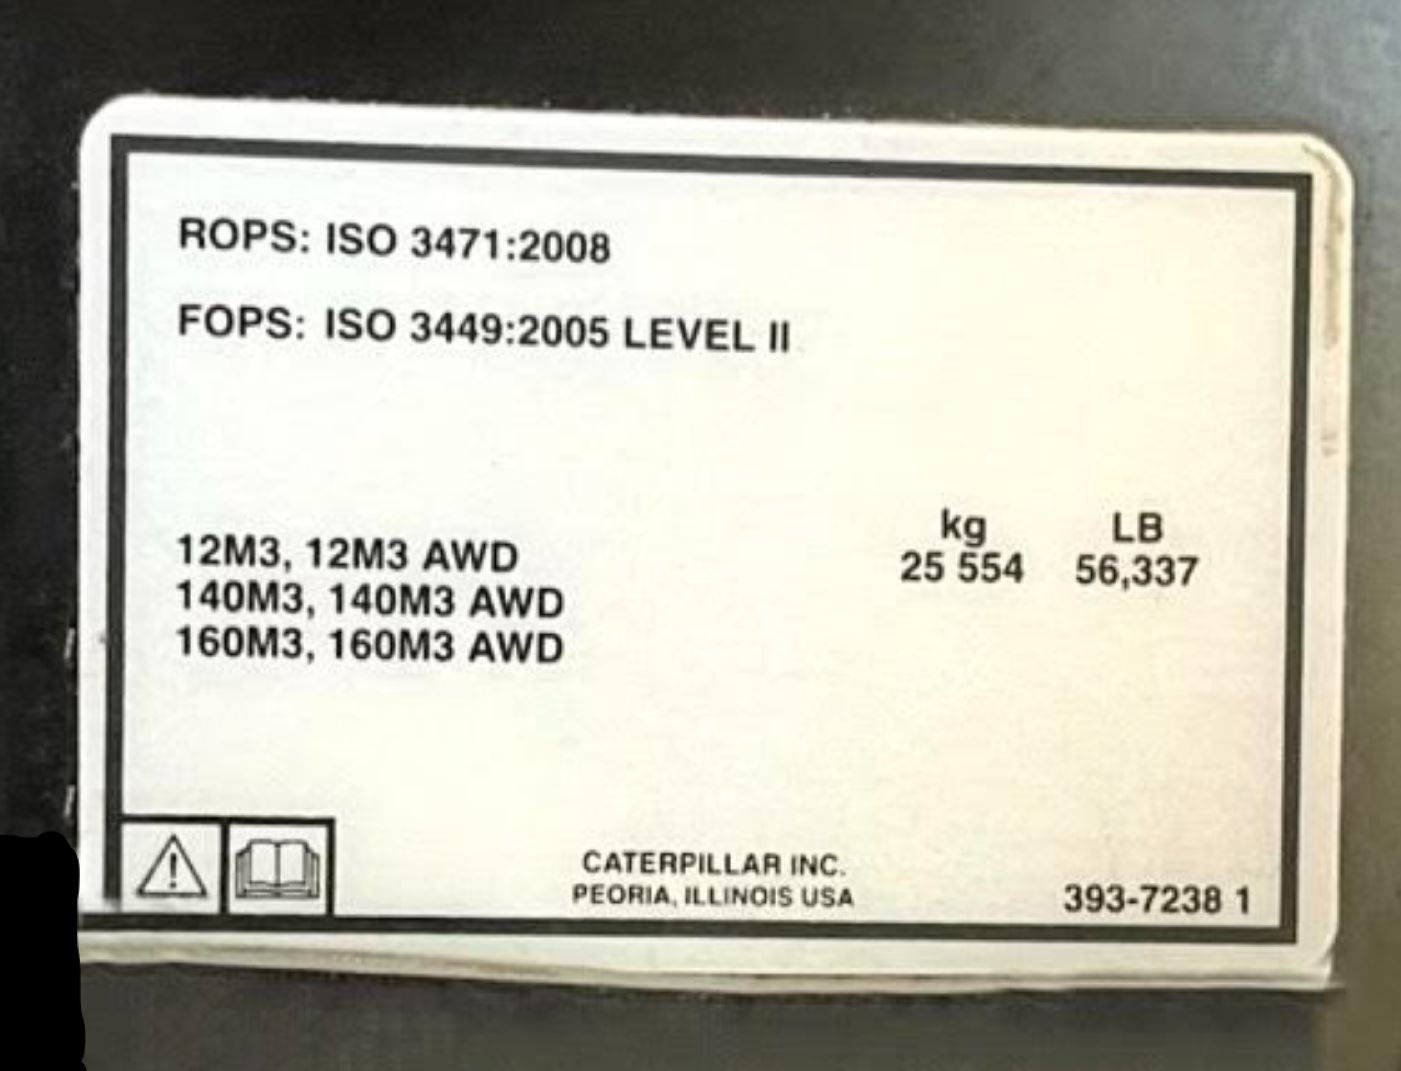 ROPS: ISO 3471:2008
FOPS: ISO 3449:2005 LEVEL II
kg LB
12M3, 12M3 AWD 25 554 56,337
140M3, 140M3 AWD
160M3, 160M3 AWD
CATERPILLAR INC.
PEORIA, ILLINOIS USA
393-7238 1